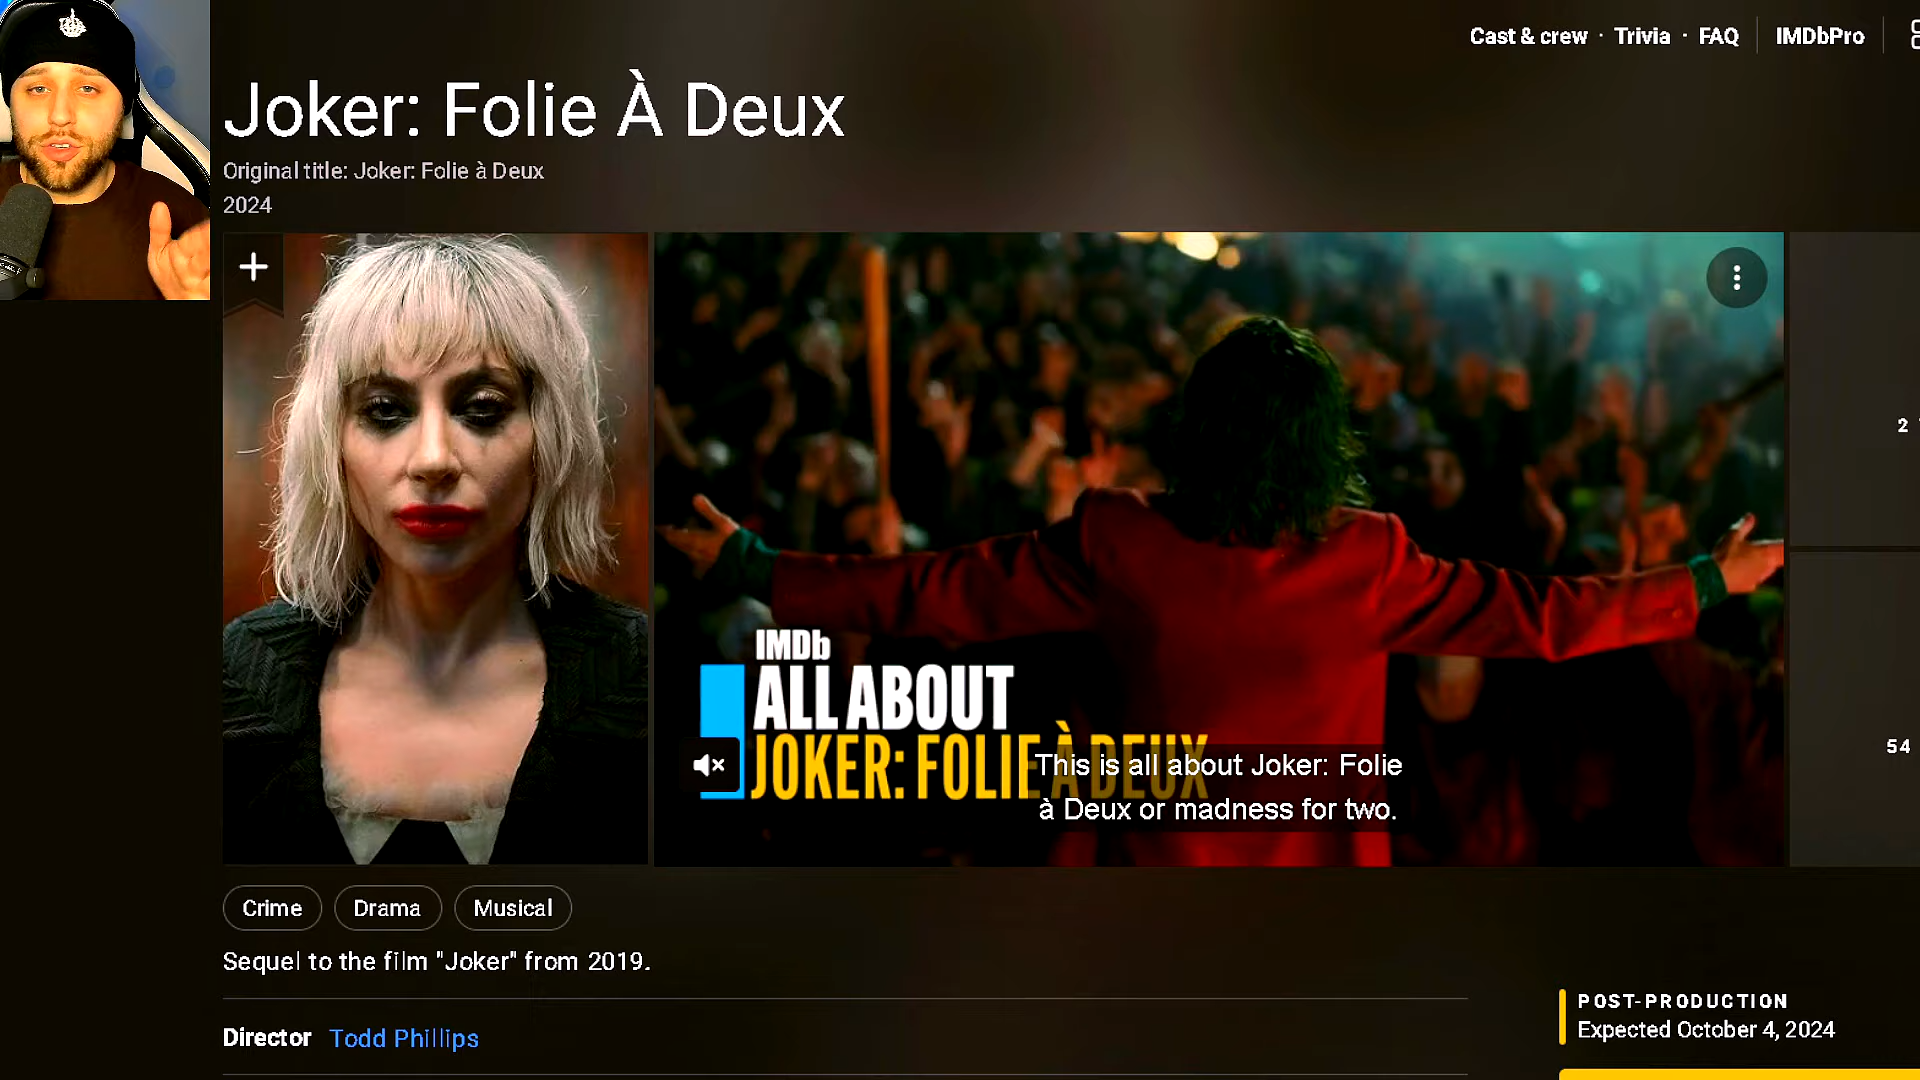 Cast & crew · Trivia · FAQ IMDbPro
Joker: Folie À Deux
Original title: Joker: Folie à Deux
2024
2
IMDb
ALL ABOUT
JOKER: FOLIE À DEUX
This is all about Joker: Folie
à Deux or madness for two.
54
Crime Drama Musical
Sequel to the film "Joker" from 2019.
POST-PRODUCTION
Expected October 4, 2024
Director Todd Phillips